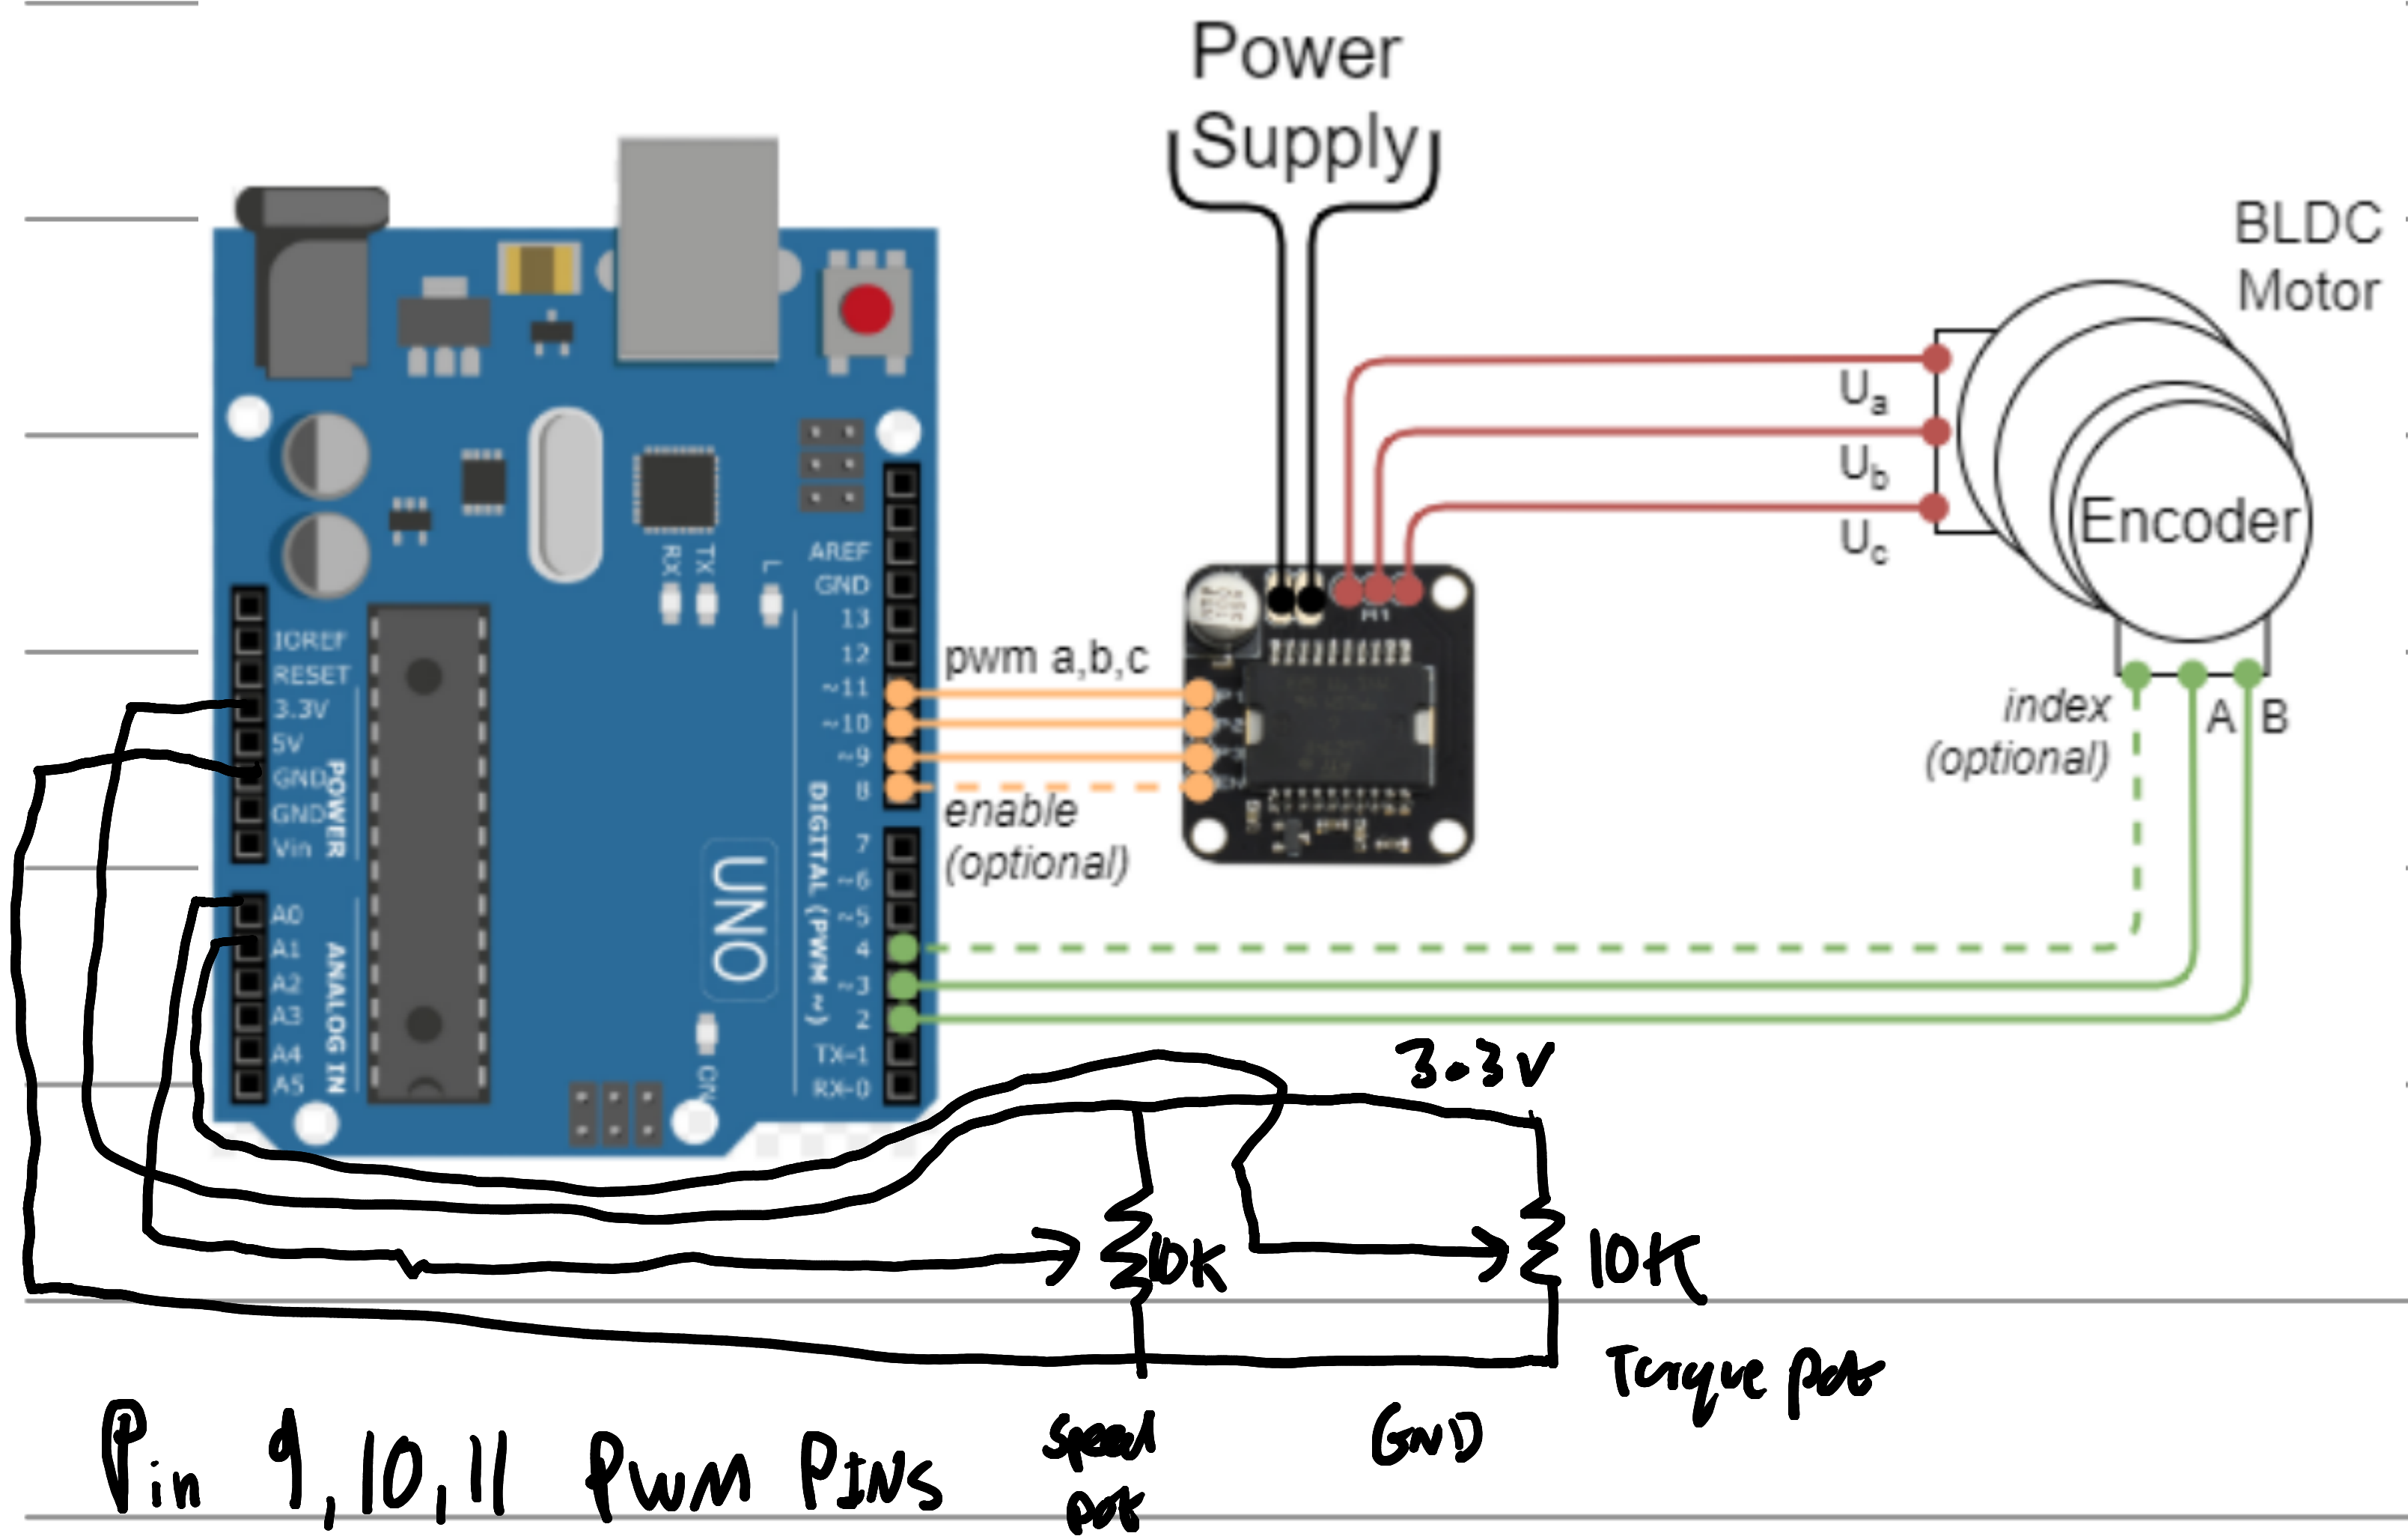 Power
Supply
BLDC
Motor
Ua
Ub
Uc
Encoder
index
(optional)
A
B
pwm a,b,c
enable
(optional)
M1
RX
TX
L
AREF
GND
13
12
~11
~10
~9
8
7
~6
~5
4
~3
2
TX-1
RX-0
DIGITAL (PWM ~)
UNO
ON
IOREF
RESET
3.3V
5V
GND
GND
Vin
POWER
A0
A1
A2
A3
A4
A5
ANALOG IN
3.3V
10K
10K
Torque pot
speed
pot
GND
Pin 9,10,11 PWM PINS